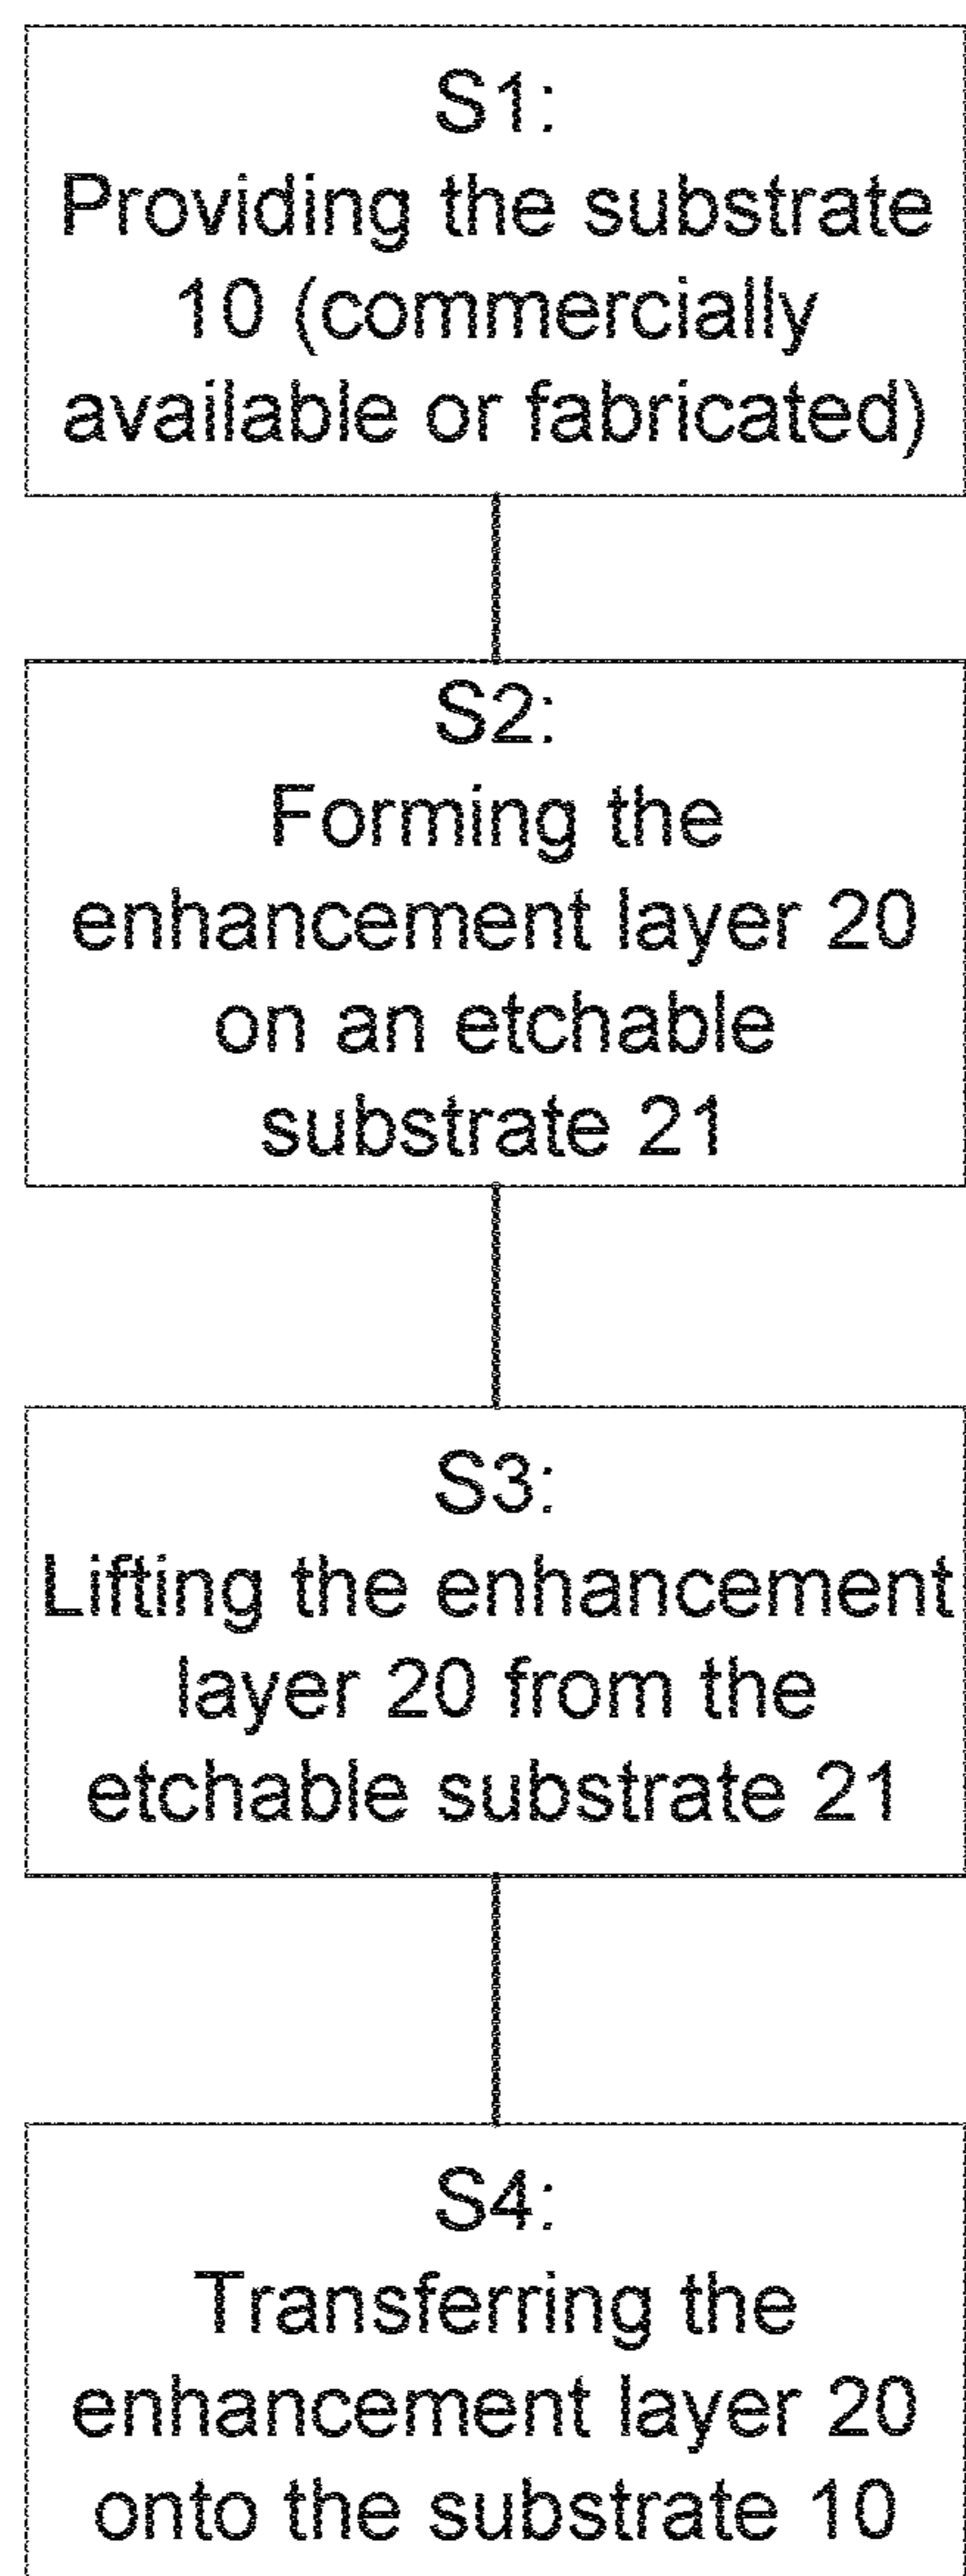 S1:
Providing the substrate
10 (commercially
available or fabricated)
S2:
Forming the
enhancement layer 20
on an etchable
substrate 21
S3:
Lifting the enhancement
layer 20 from the
etchable substrate 21
S4:
Transferring the
enhancement layer 20
onto the substrate 10